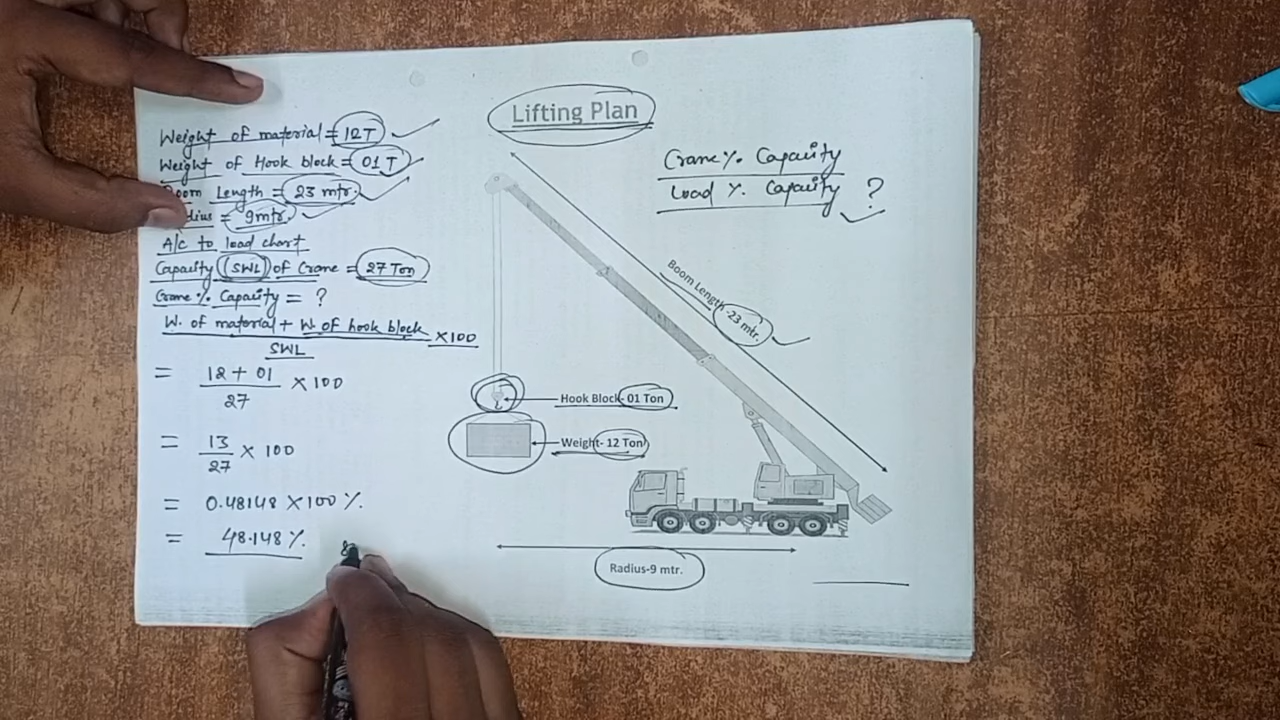 Lifting Plan
Weight of material = 12 T
Weight of Hook block = 01 T
Boom Length = 23 mtr.
= 9mtr.
A/c to load chart
Capacity (SWL) of Crane = 27 Ton
Crane % Capacity = ?
W. of material + W. of hook block × 100
SWL
= 12 + 01 × 100
27
= 13 × 100
27
= 0.48148 × 100 %.
= 48.148 %.
Crane % Capacity
Load % Capacity ?
Boom Length -23 mtr.
Hook Block- 01 Ton
Weight- 12 Ton
Radius-9 mtr.